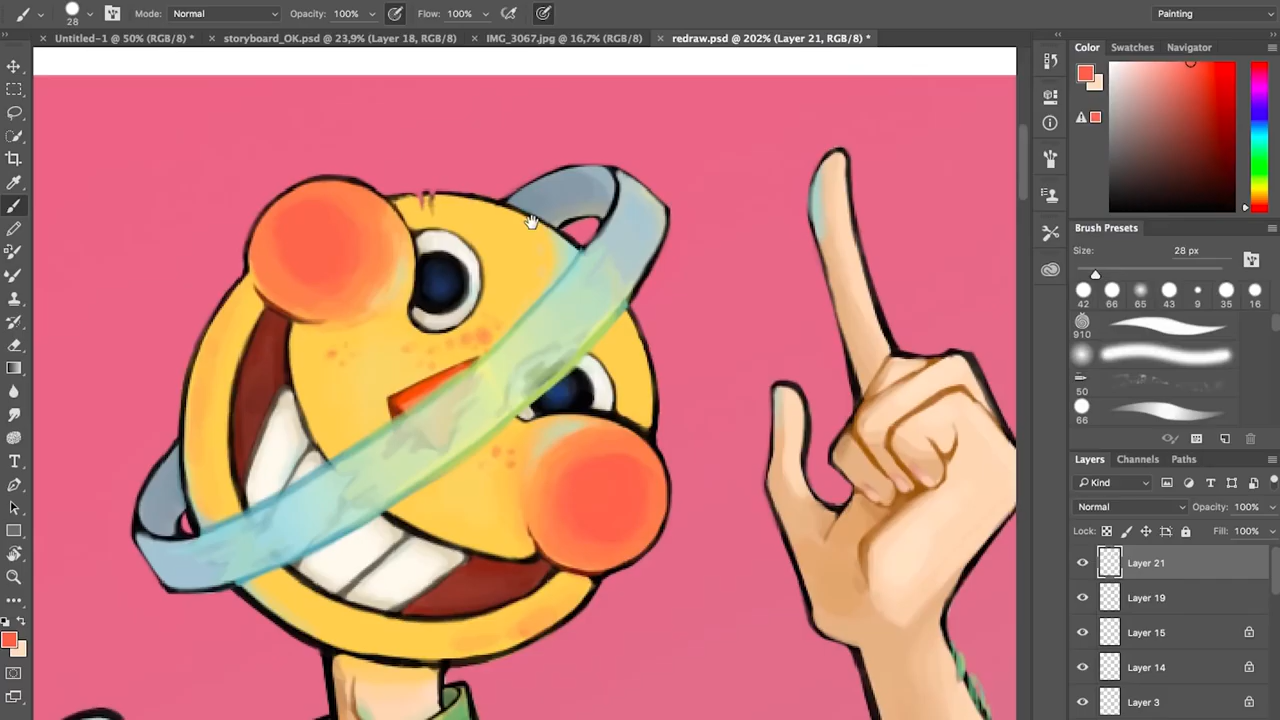 28 Mode: Normal Opacity: 100% Flow: 100% Painting
Untitled-1 @ 50% (RGB/8) * storyboard_OK.psd @ 23,9% (Layer 18, RGB/8) IMG_3067.jpg @ 16,7% (RGB/8) redraw.psd @ 202% (Layer 21, RGB/8) *
Color Swatches Navigator
Brush Presets
Size: 28 px
42 66 65 43 9 35 16
910
50
66
Layers Channels Paths
Kind
Normal Opacity: 100%
Lock: Fill: 100%
Layer 21
Layer 19
Layer 15
Layer 14
Layer 3